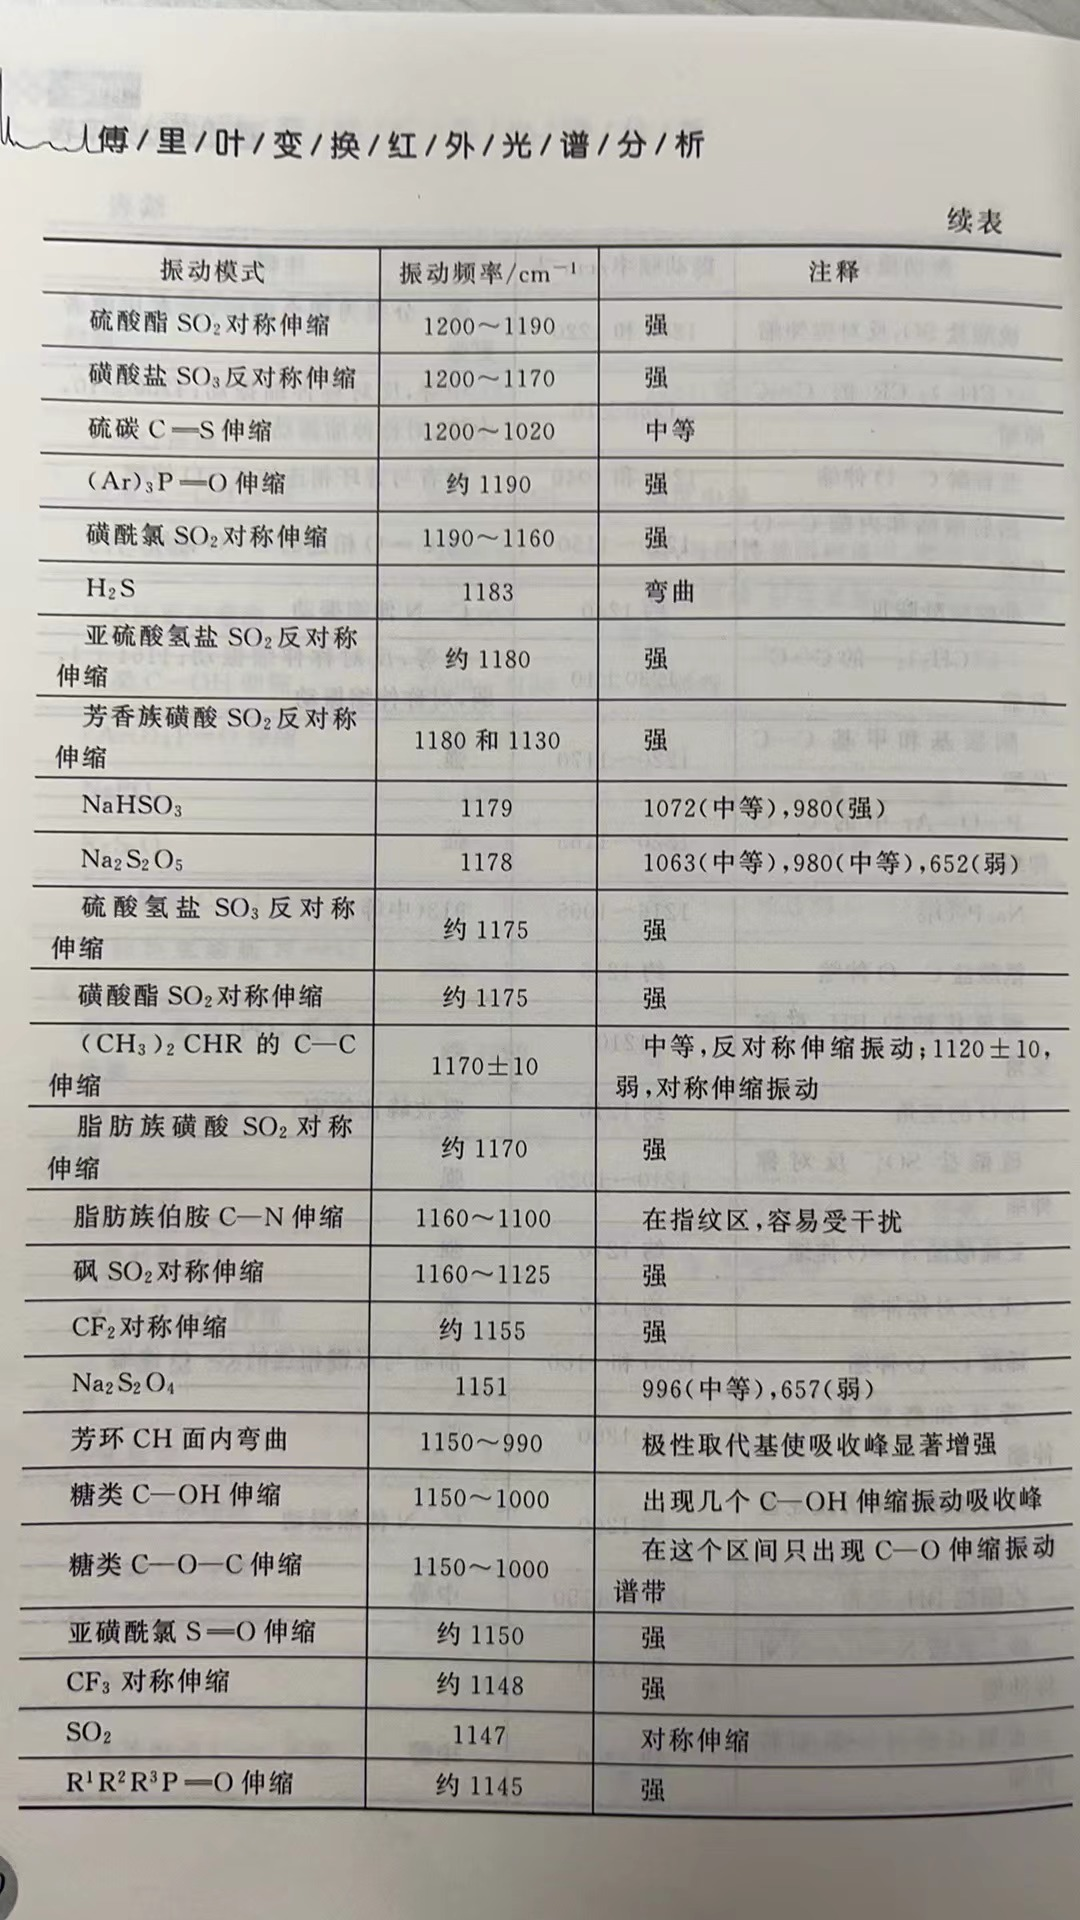 傅/里/叶/变/换/红/外/光/谱/分/析
续表
振动模式 振动频率/cm⁻¹ 注释
硫酸酯 SO₂对称伸缩 1200～1190 强
磺酸盐 SO₃反对称伸缩 1200～1170 强
硫碳 C═S 伸缩 1200～1020 中等
(Ar)₃P═O 伸缩 约 1190 强
磺酰氯 SO₂对称伸缩 1190～1160 强
H₂S 1183 弯曲
亚硫酸氢盐 SO₂反对称
伸缩 约 1180 强
芳香族磺酸 SO₂反对称
伸缩 1180 和 1130 强
NaHSO₃ 1179 1072(中等),980(强)
Na₂S₂O₅ 1178 1063(中等),980(中等),652(弱)
硫酸氢盐 SO₃ 反对称
伸缩 约 1175 强
磺酸酯 SO₂对称伸缩 约 1175 强
(CH₃)₂CHR 的 C—C 中等,反对称伸缩振动;1120±10,
伸缩 1170±10 弱,对称伸缩振动
脂肪族磺酸 SO₂ 对称
伸缩 约 1170 强
脂肪族伯胺 C—N 伸缩 1160～1100 在指纹区,容易受干扰
砜 SO₂对称伸缩 1160～1125 强
CF₂对称伸缩 约 1155 强
Na₂S₂O₄ 1151 996(中等),657(弱)
芳环 CH 面内弯曲 1150～990 极性取代基使吸收峰显著增强
糖类 C—OH 伸缩 1150～1000 出现几个 C—OH 伸缩振动吸收峰
糖类 C—O—C 伸缩 1150～1000 在这个区间只出现 C—O 伸缩振动
谱带
亚磺酰氯 S═O 伸缩 约 1150 强
CF₃ 对称伸缩 约 1148 强
SO₂ 1147 对称伸缩
R¹R²R³P═O 伸缩 约 1145 强